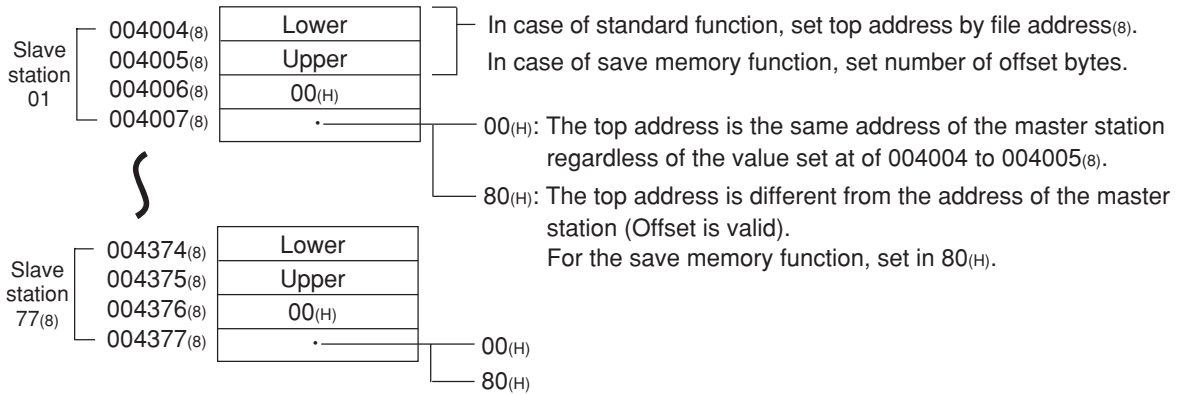 Slave station 01
004004(8) Lower
004005(8) Upper
004006(8) 00(H)
004007(8)
In case of standard function, set top address by file address(8).
In case of save memory function, set number of offset bytes.
00(H): The top address is the same address of the master station
regardless of the value set at of 004004 to 004005(8).
80(H): The top address is different from the address of the master
station (Offset is valid).
For the save memory function, set in 80(H).
Slave station 77(8)
004374(8) Lower
004375(8) Upper
004376(8) 00(H)
004377(8)
00(H)
80(H)